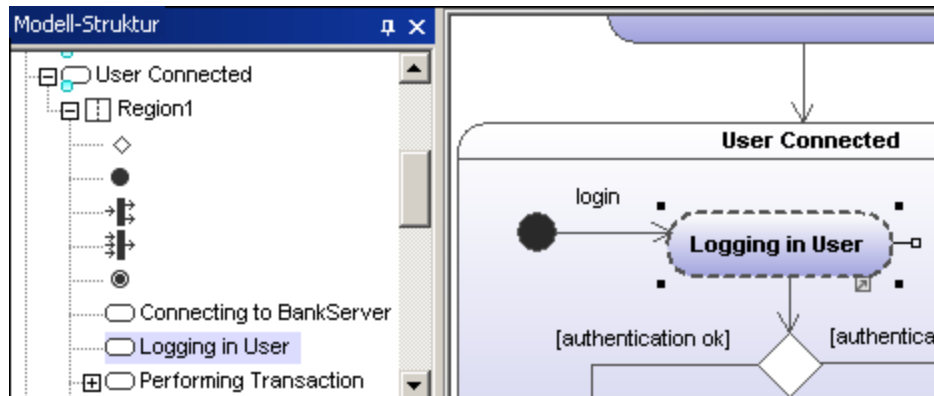 Modell-Struktur
User Connected
Region1
Connecting to BankServer
Logging in User
Performing Transaction
User Connected
login
Logging in User
[authentication ok]